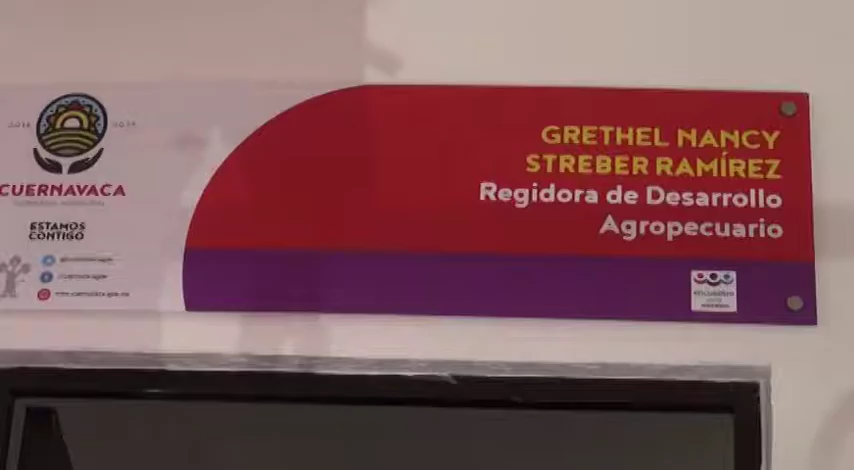 CUERNAVACA
ESTAMOS
CONTIGO
GRETHEL NANCY
STREBER RAMÍREZ
Regidora de Desarrollo
Agropecuario